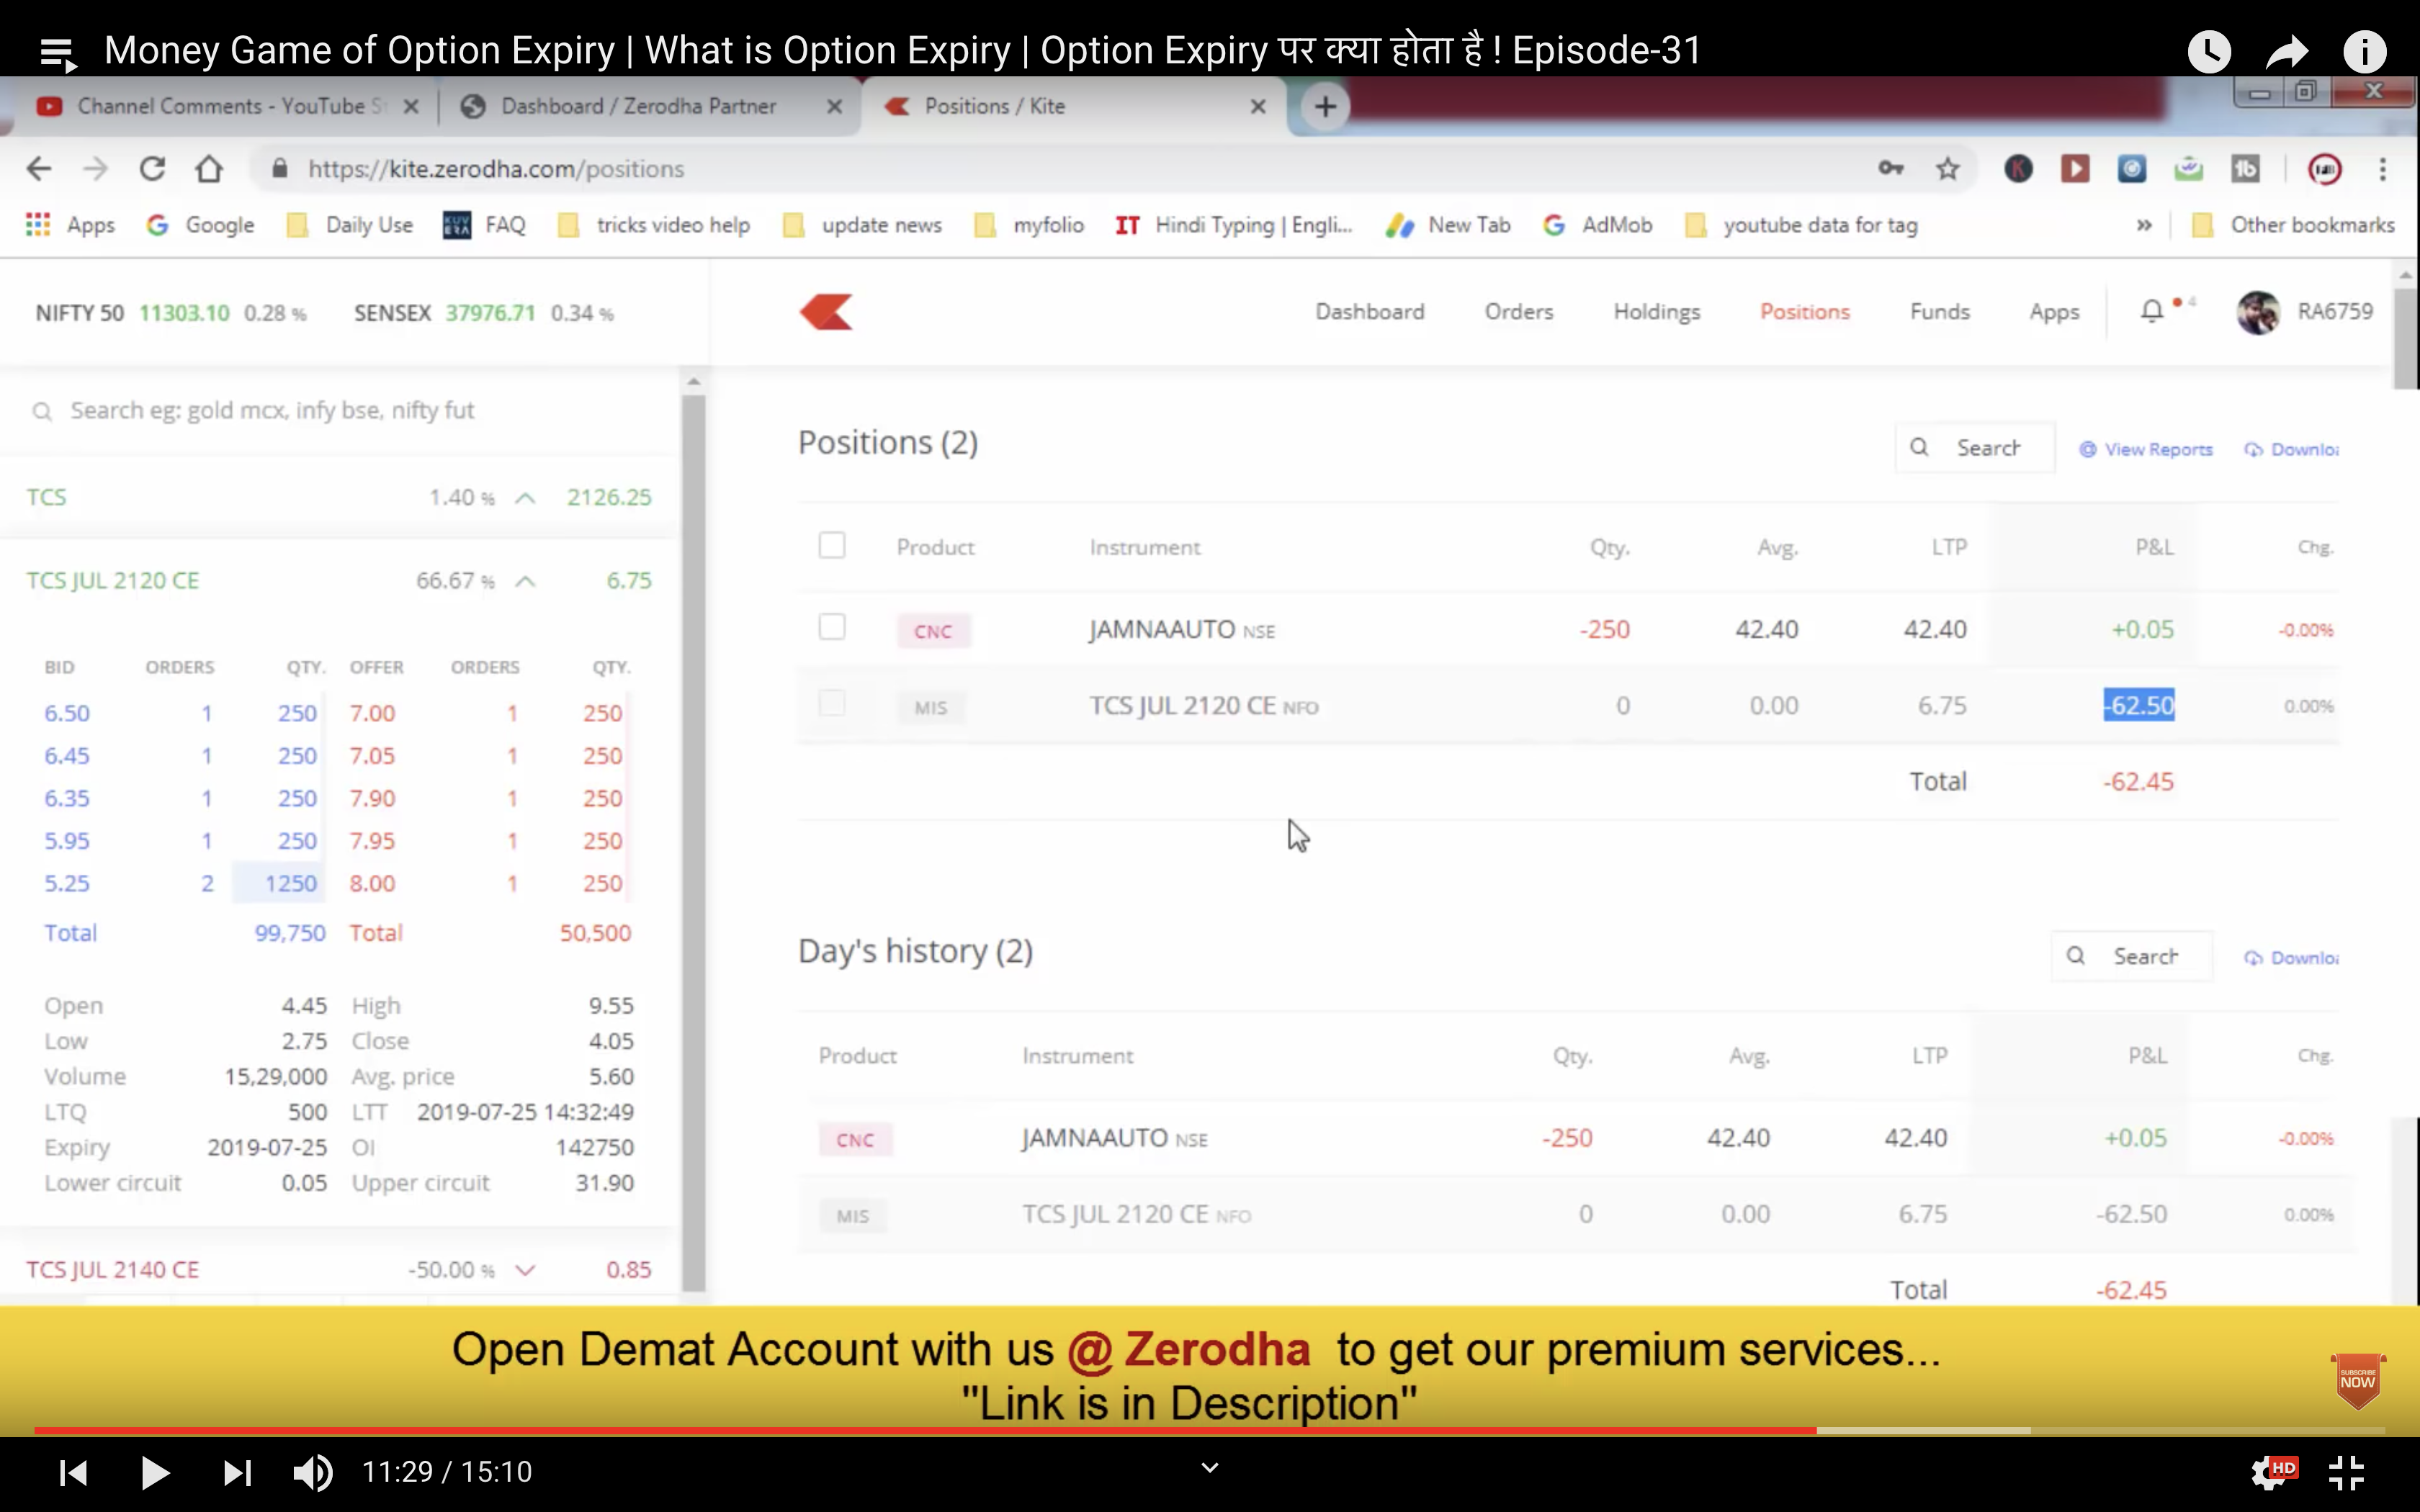 Money Game of Option Expiry | What is Option Expiry | Option Expiry पर क्या होता है ! Episode-31
Channel Comments - YouTube St
Dashboard / Zerodha Partner
Positions / Kite
https://kite.zerodha.com/positions
Apps Google Daily Use FAQ tricks video help update news myfolio IT Hindi Typing | Engli... New Tab AdMob youtube data for tag » Other bookmarks
NIFTY 50 11303.10 0.28 % SENSEX 37976.71 0.34 %
Dashboard Orders Holdings Positions Funds Apps 4 RA6759
Search eg: gold mcx, infy bse, nifty fut
TCS 1.40 % 2126.25
TCS JUL 2120 CE 66.67 % 6.75
BID ORDERS QTY. OFFER ORDERS QTY.
6.50 1 250 7.00 1 250
6.45 1 250 7.05 1 250
6.35 1 250 7.90 1 250
5.95 1 250 7.95 1 250
5.25 2 1250 8.00 1 250
Total 99,750 Total 50,500
Open 4.45 High 9.55
Low 2.75 Close 4.05
Volume 15,29,000 Avg. price 5.60
LTQ 500 LTT 2019-07-25 14:32:49
Expiry 2019-07-25 OI 142750
Lower circuit 0.05 Upper circuit 31.90
TCS JUL 2140 CE -50.00 % 0.85
Positions (2) Search View Reports Downloa
Product Instrument Qty. Avg. LTP P&L Chg.
CNC JAMNAAUTO NSE -250 42.40 42.40 +0.05 -0.00%
MIS TCS JUL 2120 CE NFO 0 0.00 6.75 -62.50 0.00%
Total -62.45
Day's history (2) Search Downloa
Product Instrument Qty. Avg. LTP P&L Chg.
CNC JAMNAAUTO NSE -250 42.40 42.40 +0.05 -0.00%
MIS TCS JUL 2120 CE NFO 0 0.00 6.75 -62.50 0.00%
Total -62.45
Open Demat Account with us @ Zerodha to get our premium services...
"Link is in Description"
SUBSCRIBE
NOW
11:29 / 15:10
HD